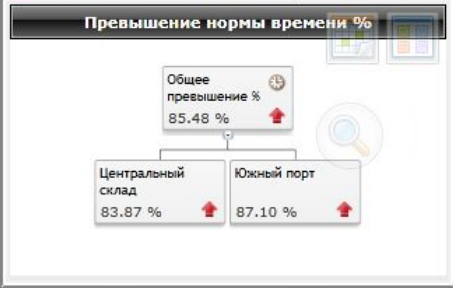 Превышение нормы времени %
Общее
превышение %
85.48 %
Центральный
склад
83.87 %
Южный порт
87.10 %